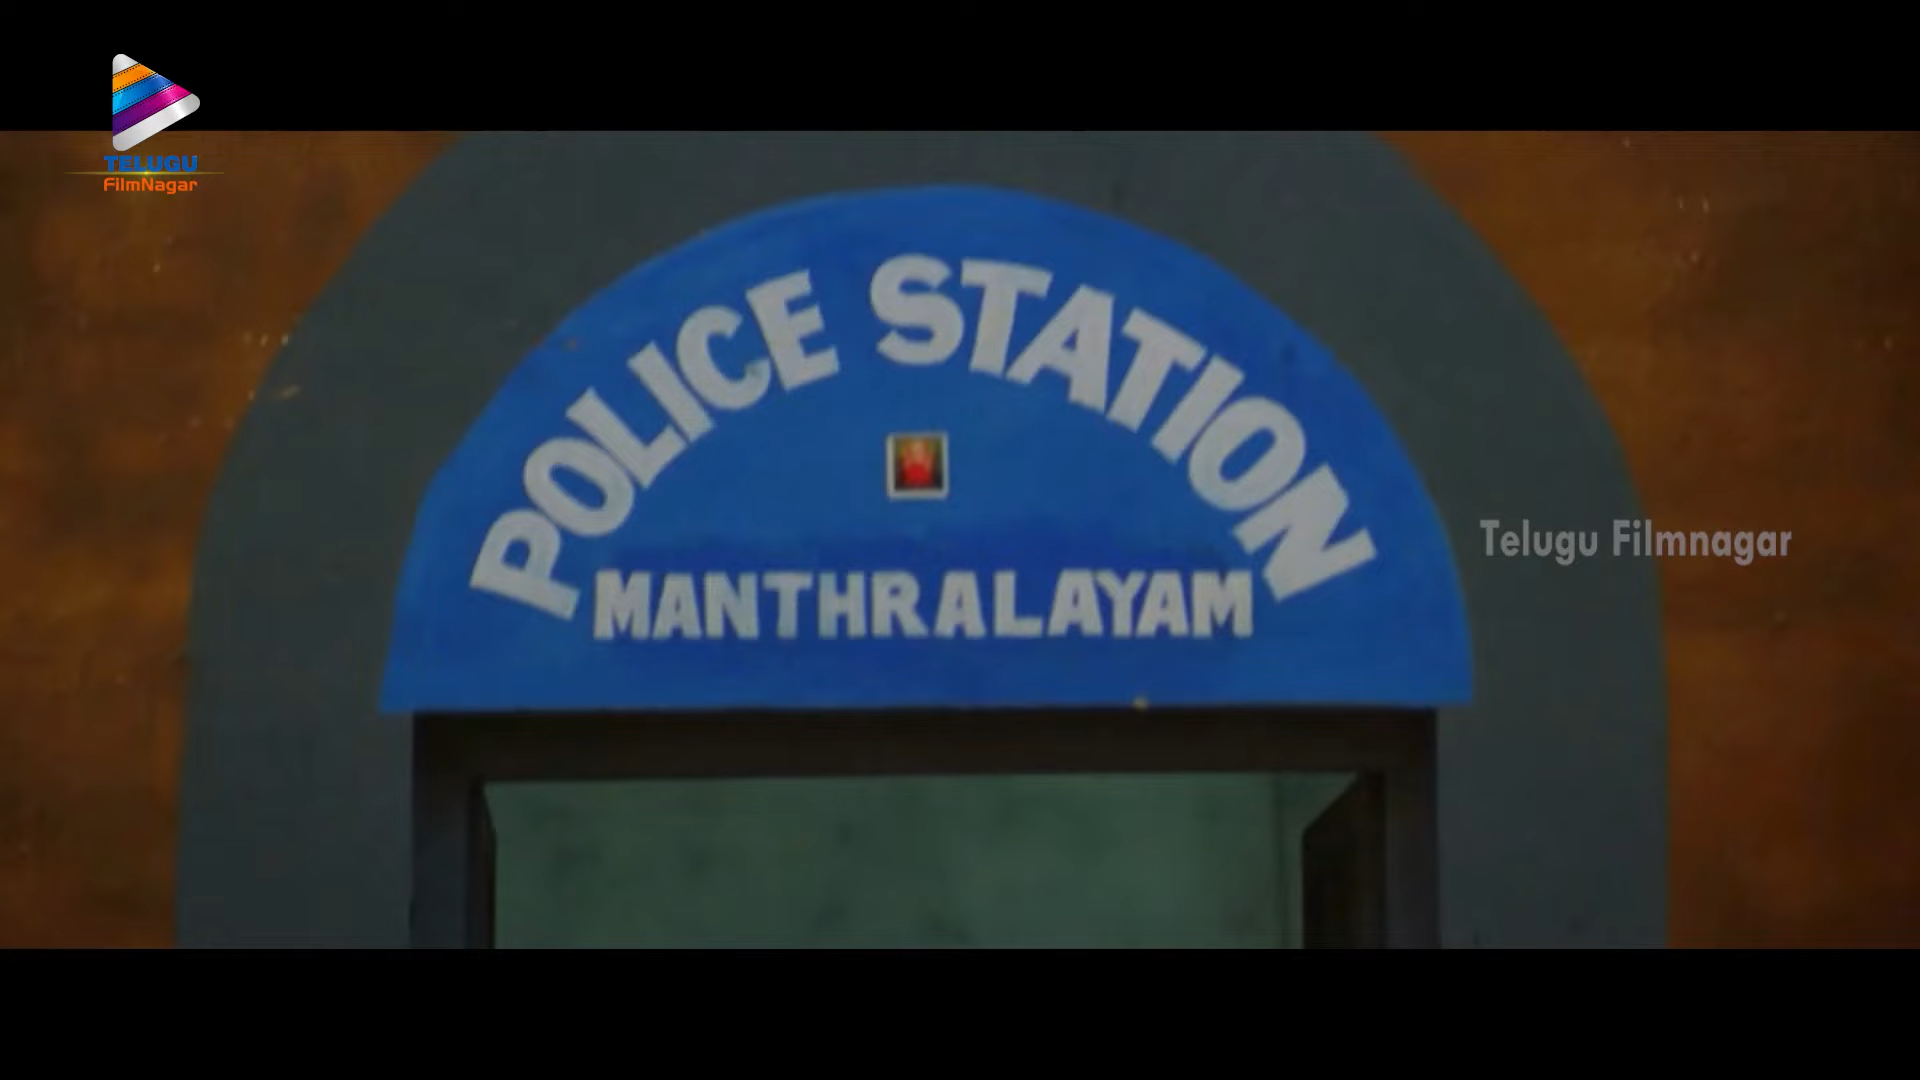 TELUGU
FilmNagar
POLICE STATION
Telugu Filmnagar
MANTHRALAYAM